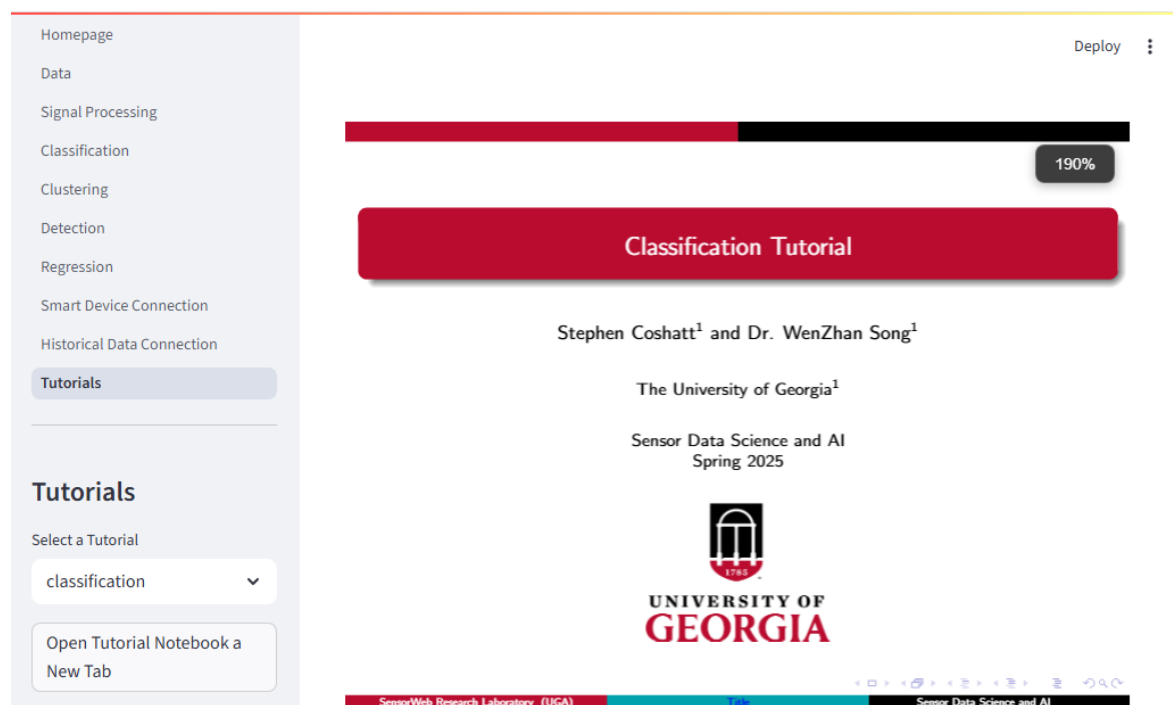 Homepage
Data
Signal Processing
Classification
Clustering
Detection
Regression
Smart Device Connection
Historical Data Connection
Tutorials
Tutorials
Select a Tutorial
classification
Open Tutorial Notebook a
New Tab
Deploy
190%
Classification Tutorial
Stephen Coshatt¹ and Dr. WenZhan Song¹
The University of Georgia¹
Sensor Data Science and AI
Spring 2025
1785
UNIVERSITY OF
GEORGIA
SensorWeb Research Laboratory (UGA)
Title
Sensor Data Science and AI